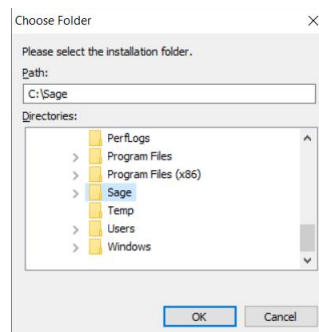 Choose Folder
Please select the installation folder.
Path:
C:\Sage
Directories:
PerfLogs
Program Files
Program Files (x86)
Sage
Temp
Users
Windows
OK Cancel